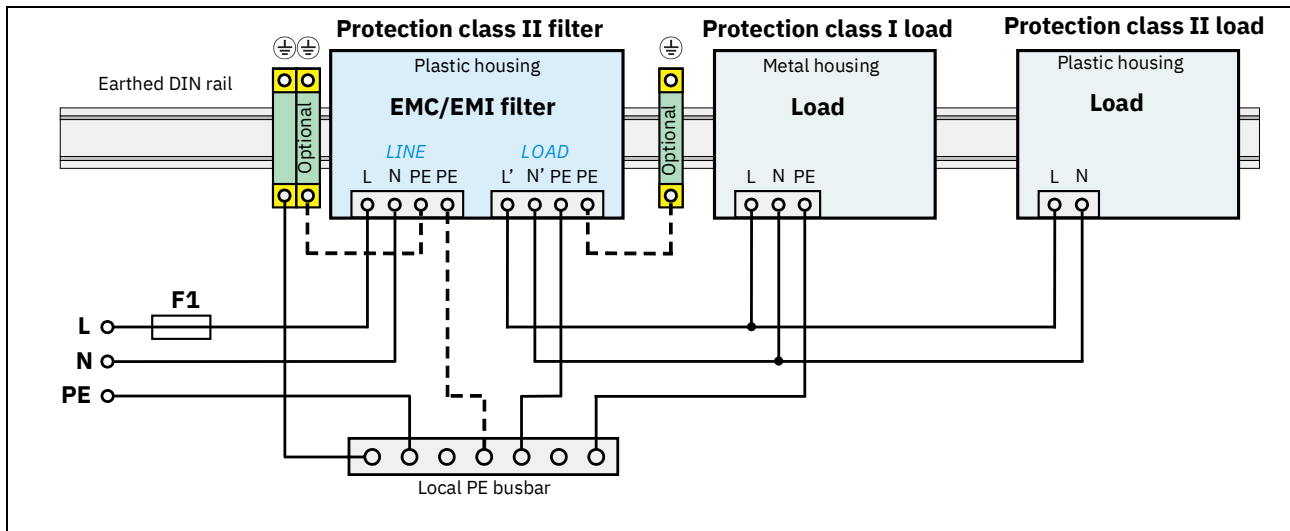 Protection class II filter
Protection class I load
Protection class II load
Earthed DIN rail
Optional
Plastic housing
EMC/EMI filter
LINE
LOAD
L N PE PE
L' N' PE PE
Optional
Metal housing
Load
L N PE
Plastic housing
Load
L N
F1
L
N
PE
Local PE busbar